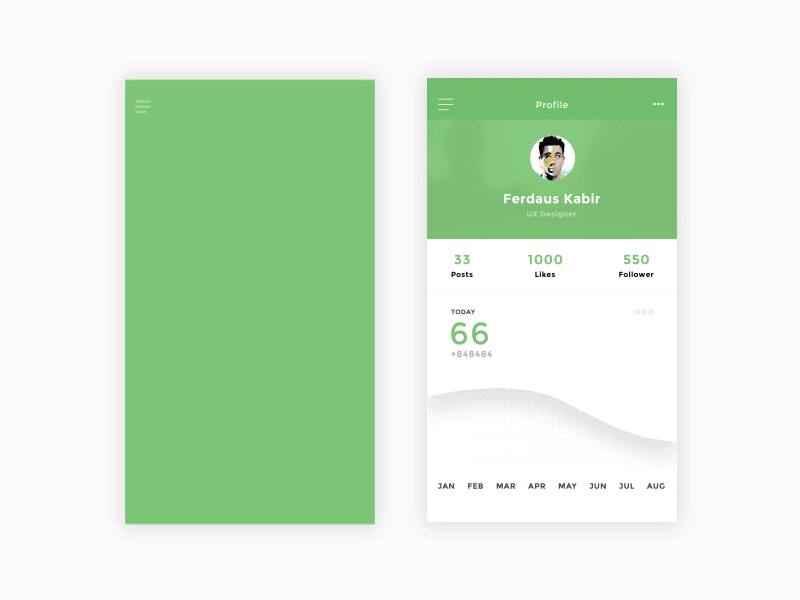 Profile
Ferdaus Kabir
UX Designer
33 1000 550
Posts Likes Follower
TODAY
66
+848484
JAN FEB MAR APR MAY JUN JUL AUG